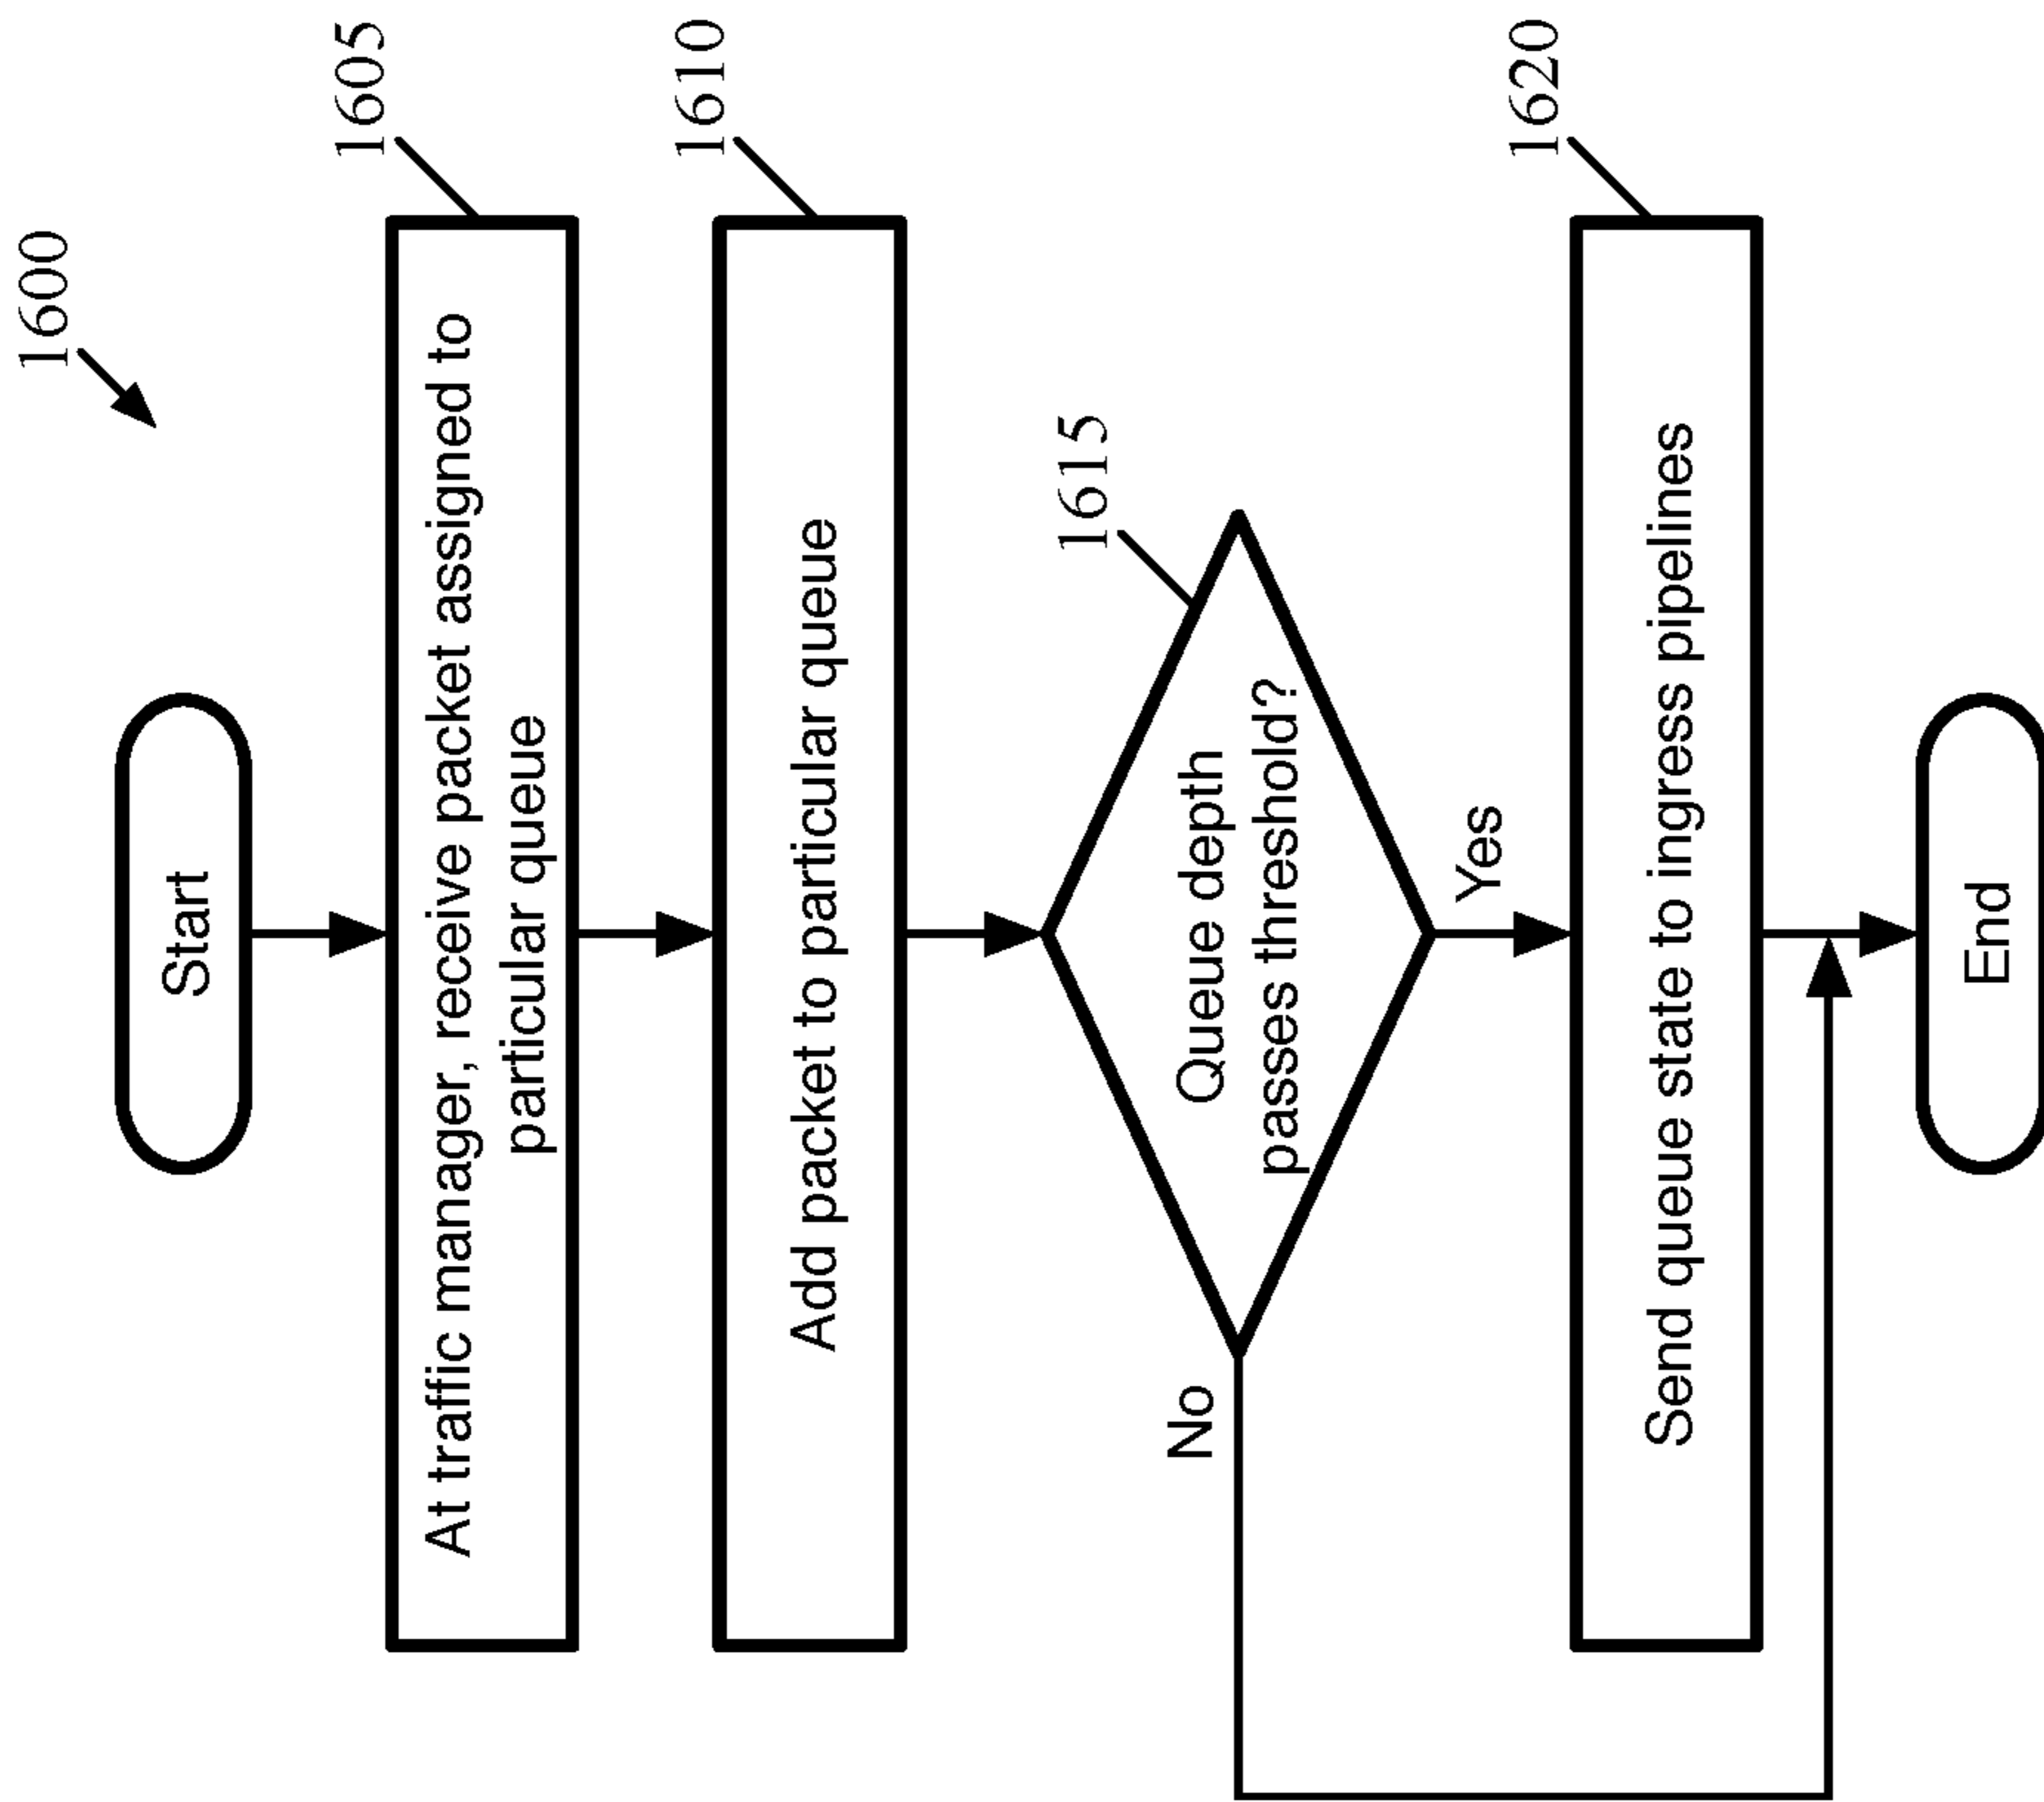 1600
Start
1605
At traffic manager, receive packet assigned to
particular queue
1610
Add packet to particular queue
1615
Queue depth
passes threshold?
No
Yes
1620
Send queue state to ingress pipelines
End